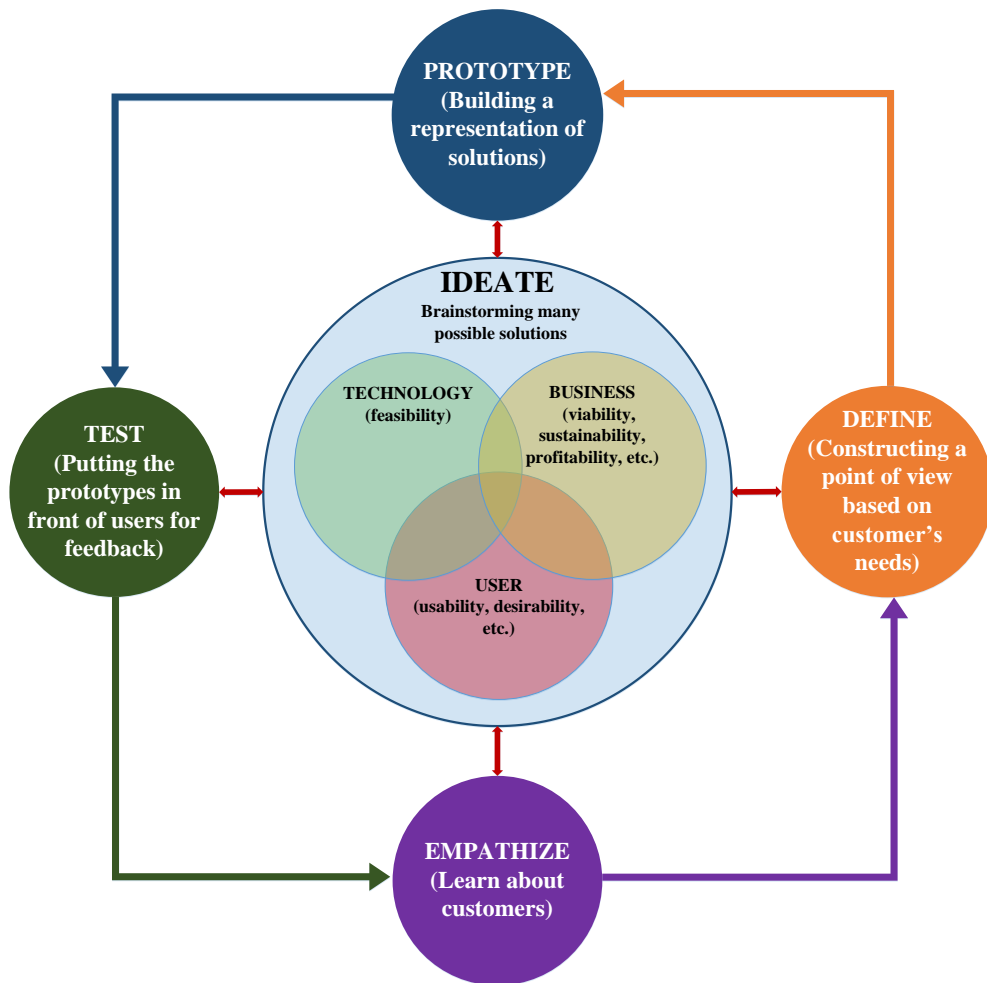 PROTOTYPE
(Building a
representation of
solutions)
IDEATE
Brainstorming many
possible solutions
TECHNOLOGY
(feasibility)
BUSINESS
(viability,
sustainability,
profitability, etc.)
USER
(usability, desirability,
etc.)
TEST
(Putting the
prototypes in
front of users for
feedback)
DEFINE
(Constructing a
point of view
based on
customer’s
needs)
EMPATHIZE
(Learn about
customers)